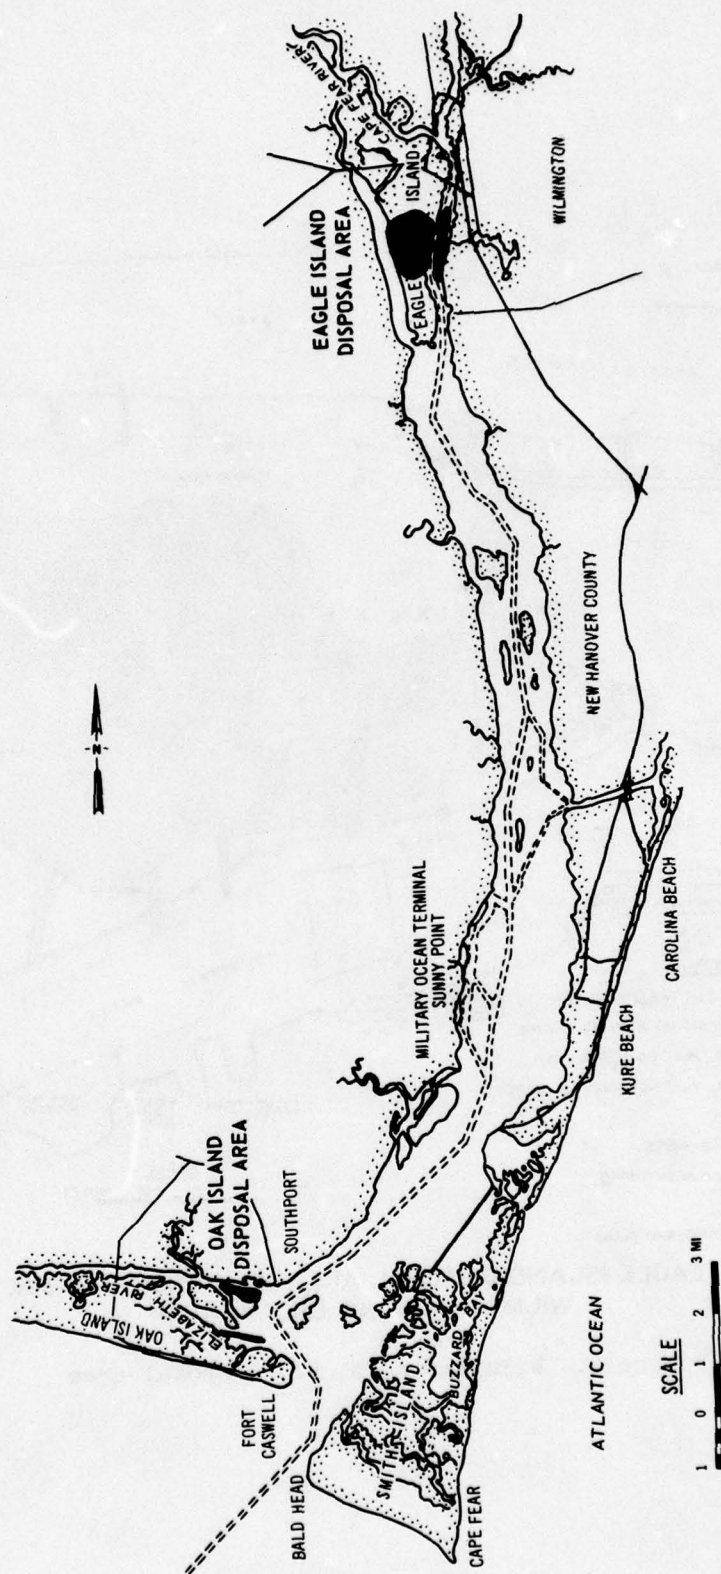 CAPE FEAR RIVER
EAGLE ISLAND
DISPOSAL AREA
EAGLE
ISLAND
WILMINGTON
N
NEW HANOVER COUNTY
MILITARY OCEAN TERMINAL
SUNNY POINT
CAROLINA BEACH
KURE BEACH
OAK ISLAND
DISPOSAL AREA
SOUTHPORT
ELIZABETH RIVER
OAK ISLAND
FORT
CASWELL
BALD HEAD
SMITH ISLAND
BUZZARD BAY
CAPE FEAR
ATLANTIC OCEAN
SCALE
1 0 1 2 3 MI